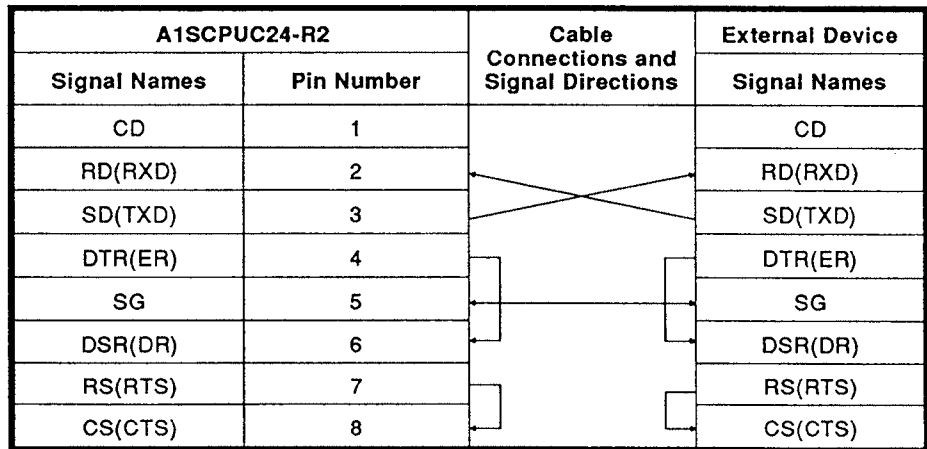 A1SCPUC24-R2 Cable Connections and Signal Directions External Device
Signal Names Pin Number Signal Names
CD 1 CD
RD(RXD) 2 RD(RXD)
SD(TXD) 3 SD(TXD)
DTR(ER) 4 DTR(ER)
SG 5 SG
DSR(DR) 6 DSR(DR)
RS(RTS) 7 RS(RTS)
CS(CTS) 8 CS(CTS)